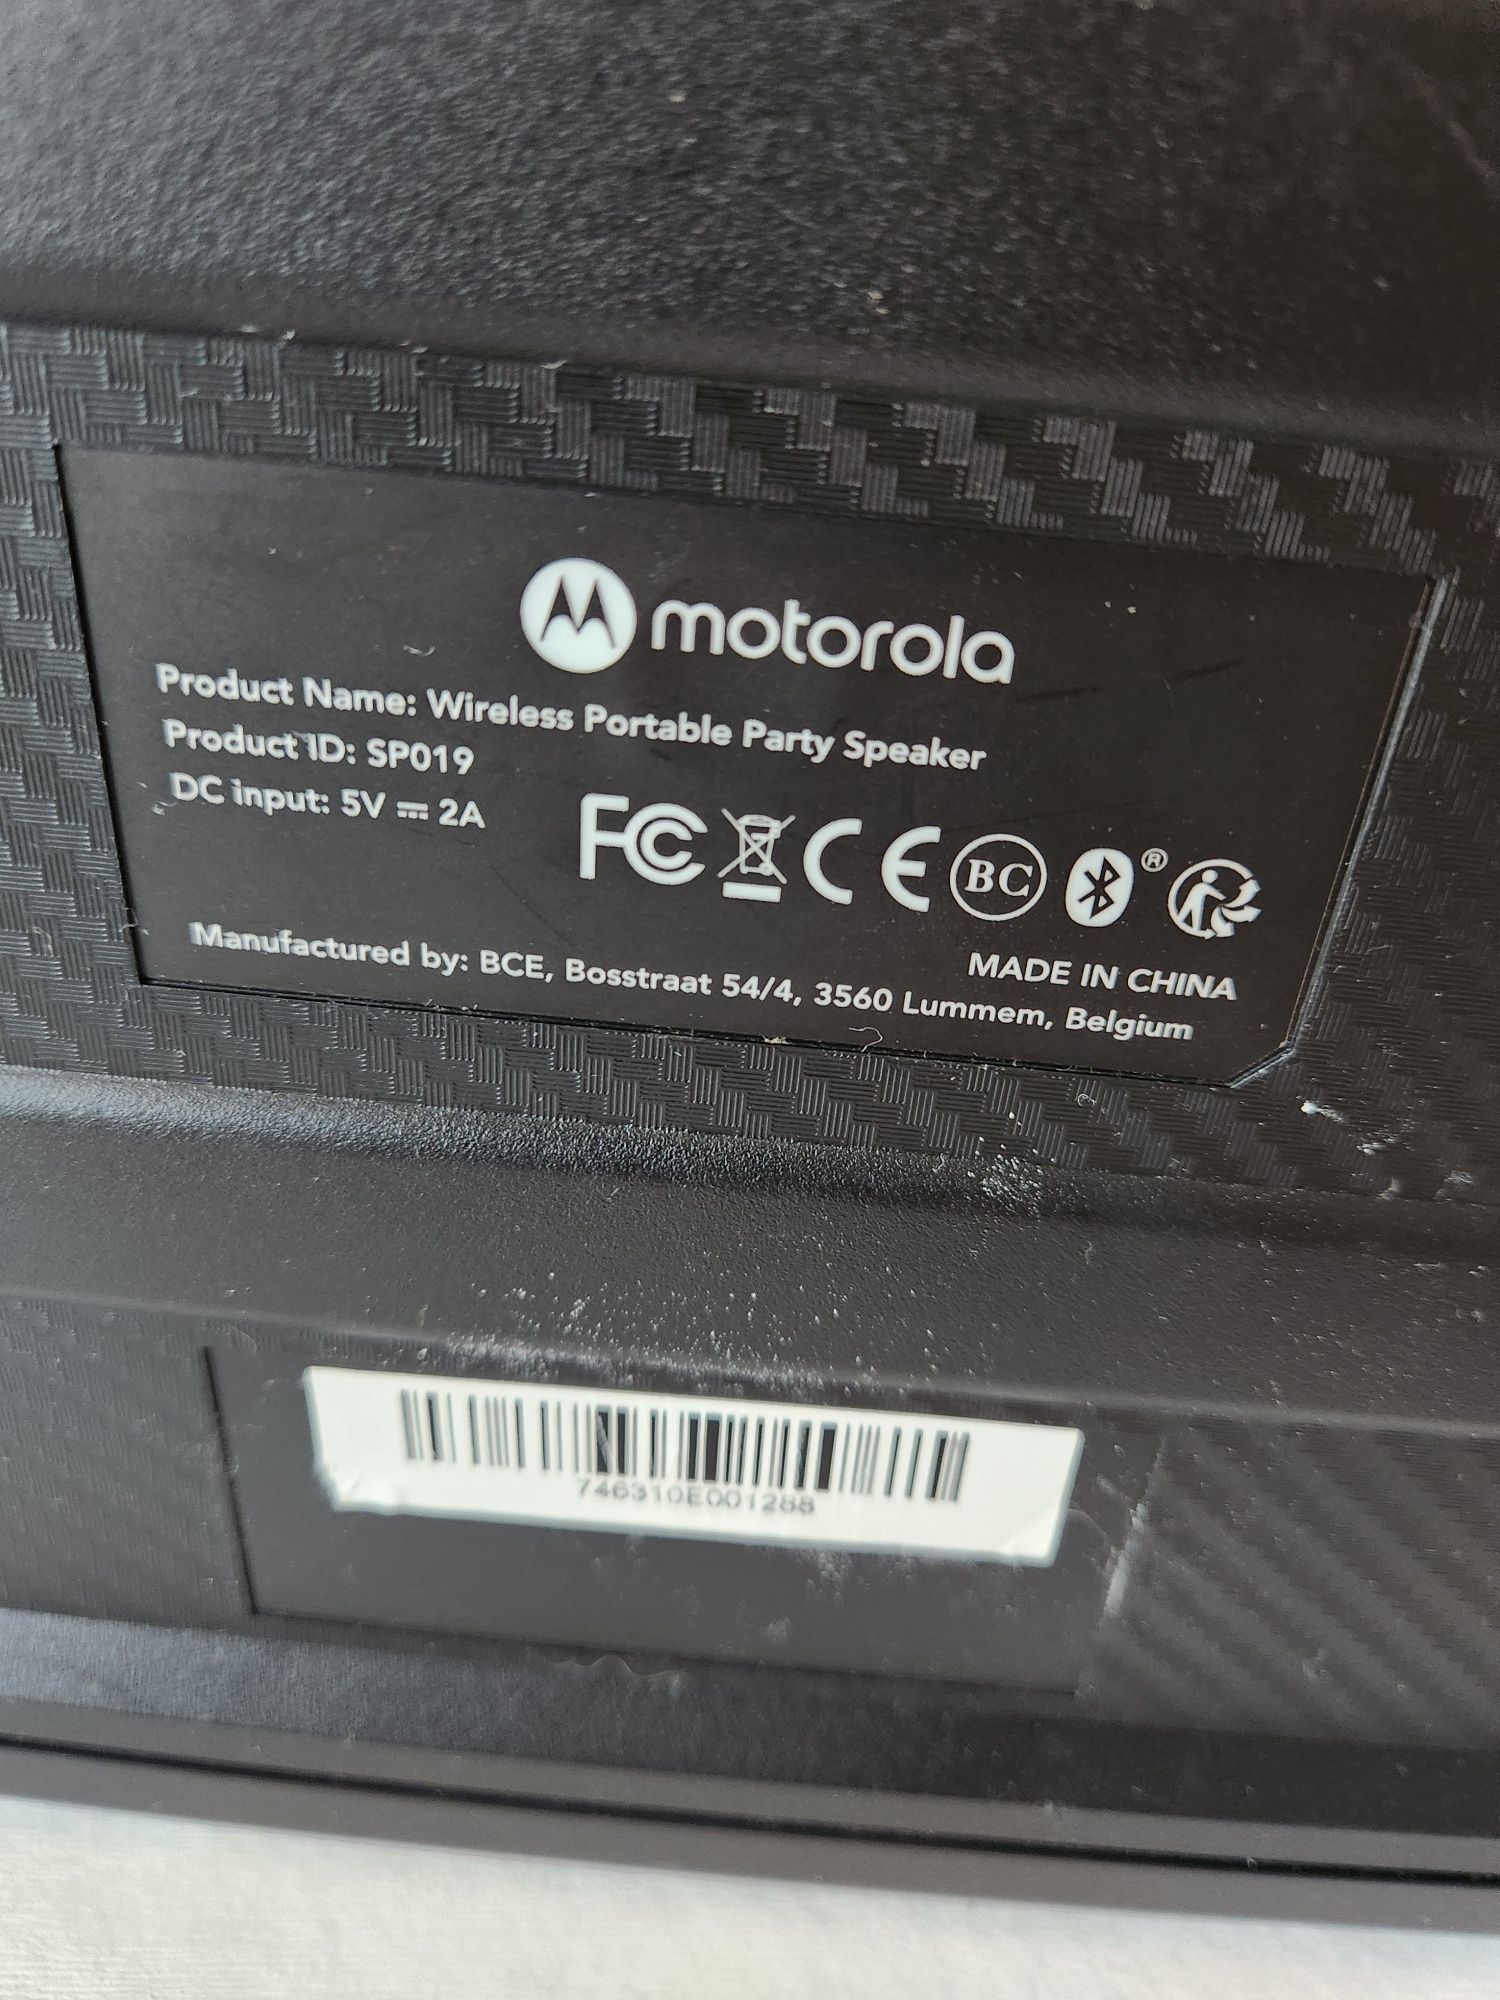 motorola
Product Name: Wireless Portable Party Speaker
Product ID: SP019
DC input: 5V ⎓ 2A
FC CE BC ®
MADE IN CHINA
Manufactured by: BCE, Bosstraat 54/4, 3560 Lummem, Belgium
746310E001288